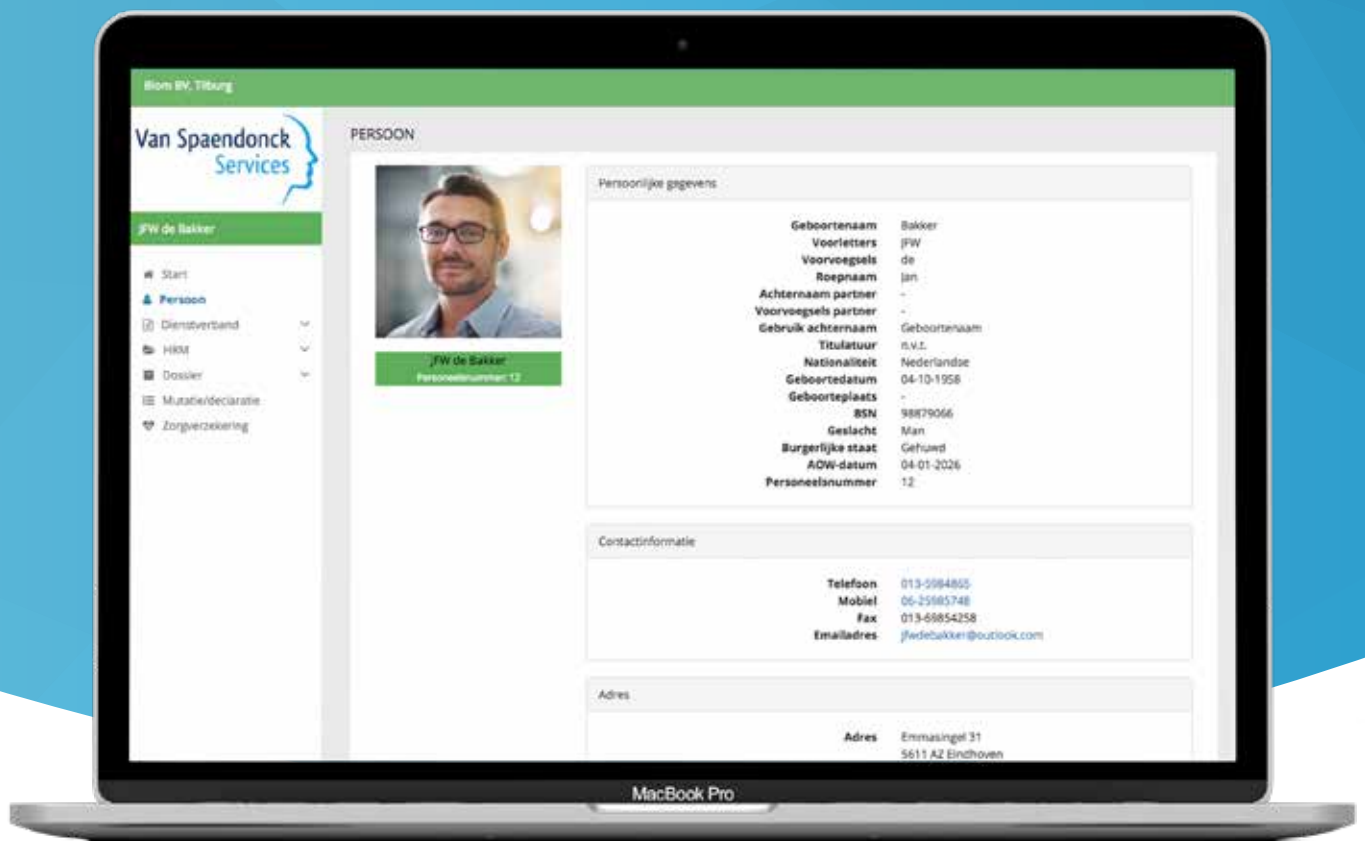 Biom BV, Tilburg
Van Spaendonck
Services
JFW de Bakker
Start
Persoon
Dienstverband
HRM
Dossier
Mutatie/declaratie
Zorgverzekering
PERSOON
JFW de Bakker
Personeelsnummer: 12
Persoonlijke gegevens
Geboortenaam Bakker
Voorletters JFW
Voorvoegsels de
Roepnaam Jan
Achternaam partner -
Voorvoegsels partner -
Gebruik achternaam Geboortenaam
Titulatuur n.v.t.
Nationaliteit Nederlandse
Geboortedatum 04-10-1958
Geboorteplaats -
BSN 98879066
Geslacht Man
Burgerlijke staat Gehuwd
AOW-datum 04-01-2026
Personeelsnummer 12
Contactinformatie
Telefoon 013-5984865
Mobiel 06-25985748
Fax 013-69854258
Emailadres jfwdebakker@outlook.com
Adres
Adres Emmasingel 31
5611 AZ Eindhoven
MacBook Pro